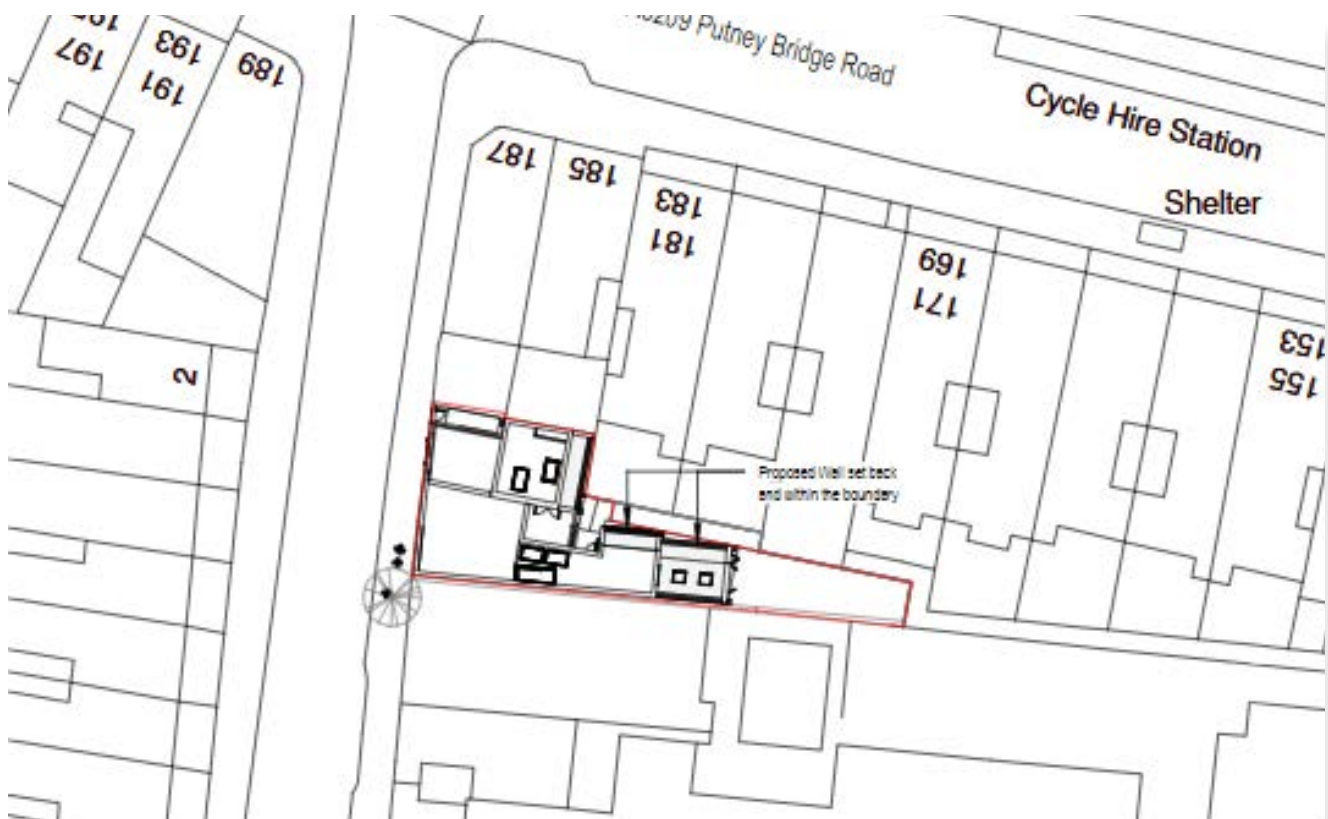 Putney Bridge Road
197
193
191
189
Cycle Hire Station
187
185
183
181
Shelter
169
171
153
155
2
Proposed Wall set back
and within the boundary